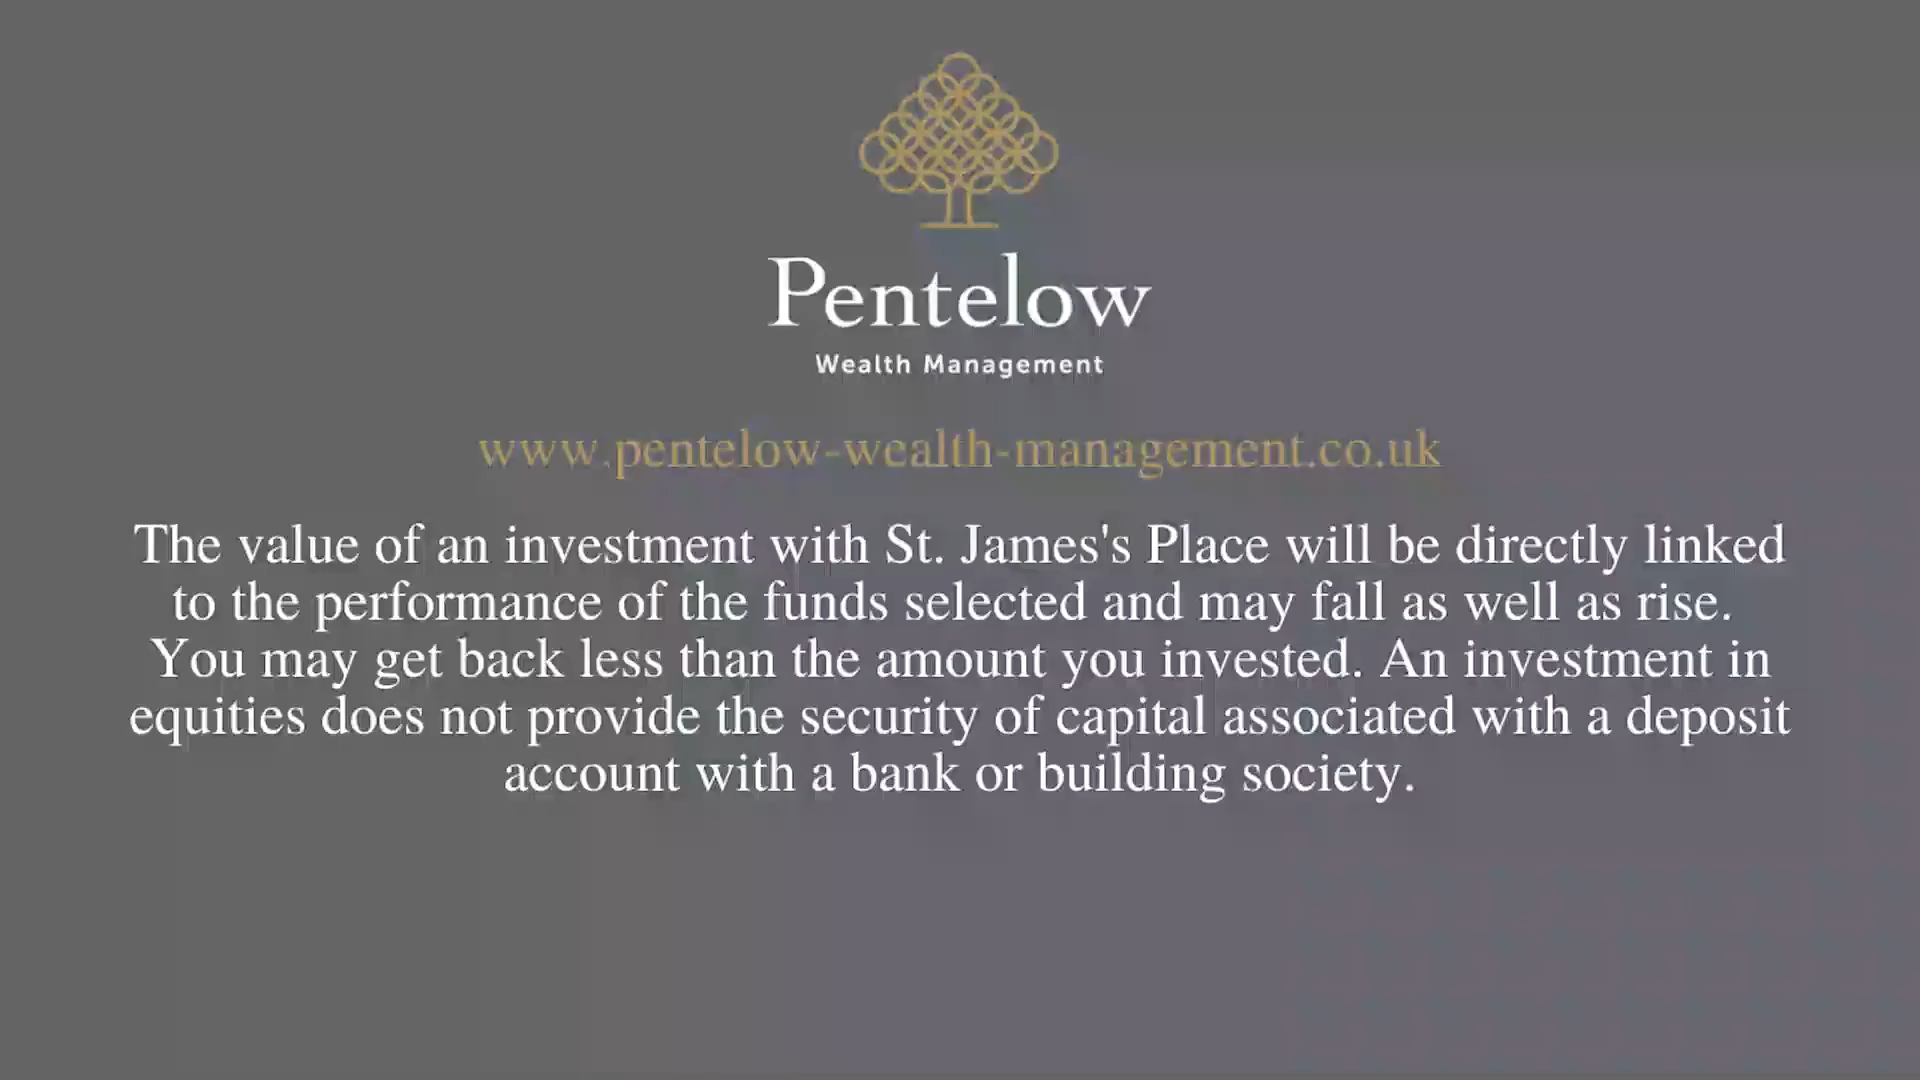 Pentelow
Wealth Management
www.pentelow-wealth-management.co.uk
The value of an investment with St. James's Place will be directly linked
to the performance of the funds selected and may fall as well as rise.
You may get back less than the amount you invested. An investment in
equities does not provide the security of capital associated with a deposit
account with a bank or building society.